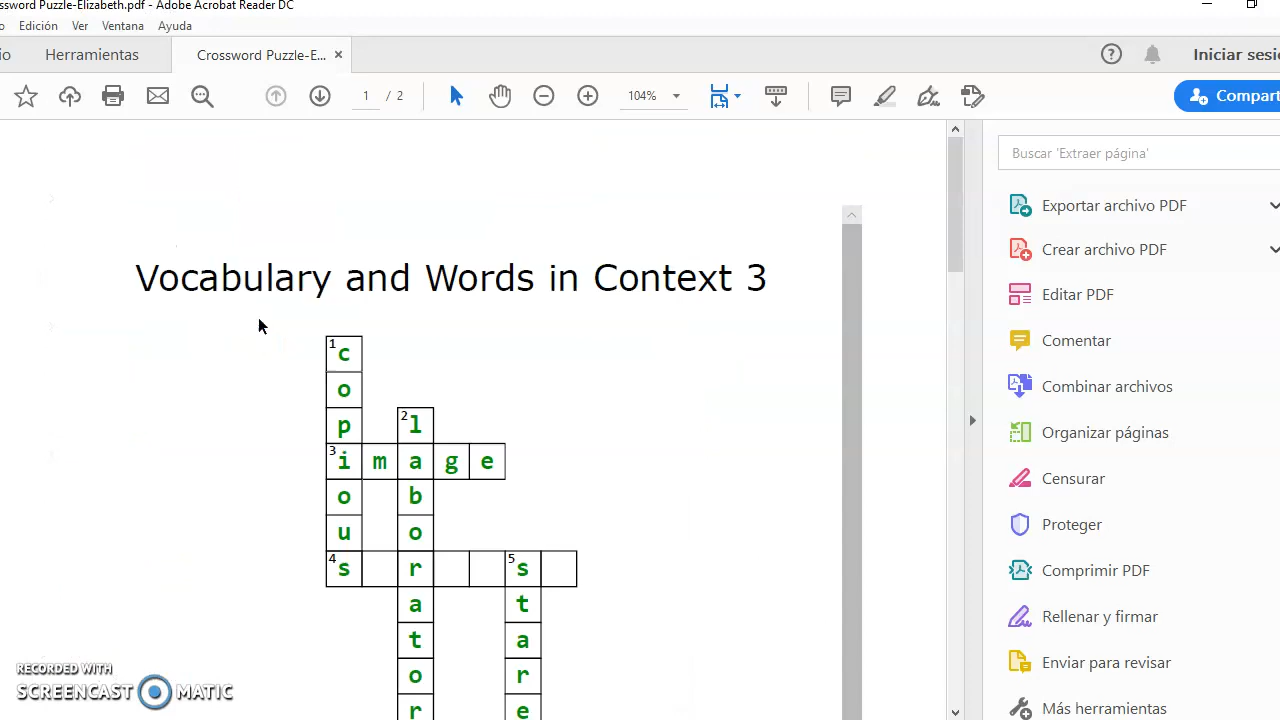 ssword Puzzle-Elizabeth.pdf - Adobe Acrobat Reader DC
o Edición Ver Ventana Ayuda
io Herramientas Crossword Puzzle-E... × Iniciar sesi
1 / 2 104% Compart
Buscar 'Extraer página'
Exportar archivo PDF
Crear archivo PDF
Editar PDF
Comentar
Combinar archivos
Organizar páginas
Censurar
Proteger
Comprimir PDF
Rellenar y firmar
Enviar para revisar
Más herramientas
Vocabulary and Words in Context 3
1 c
o
p 2 l
3 i m a g e
o b
u o
4 s r 5 s
a t
t a
o r
r e
RECORDED WITH
SCREENCAST MATIC